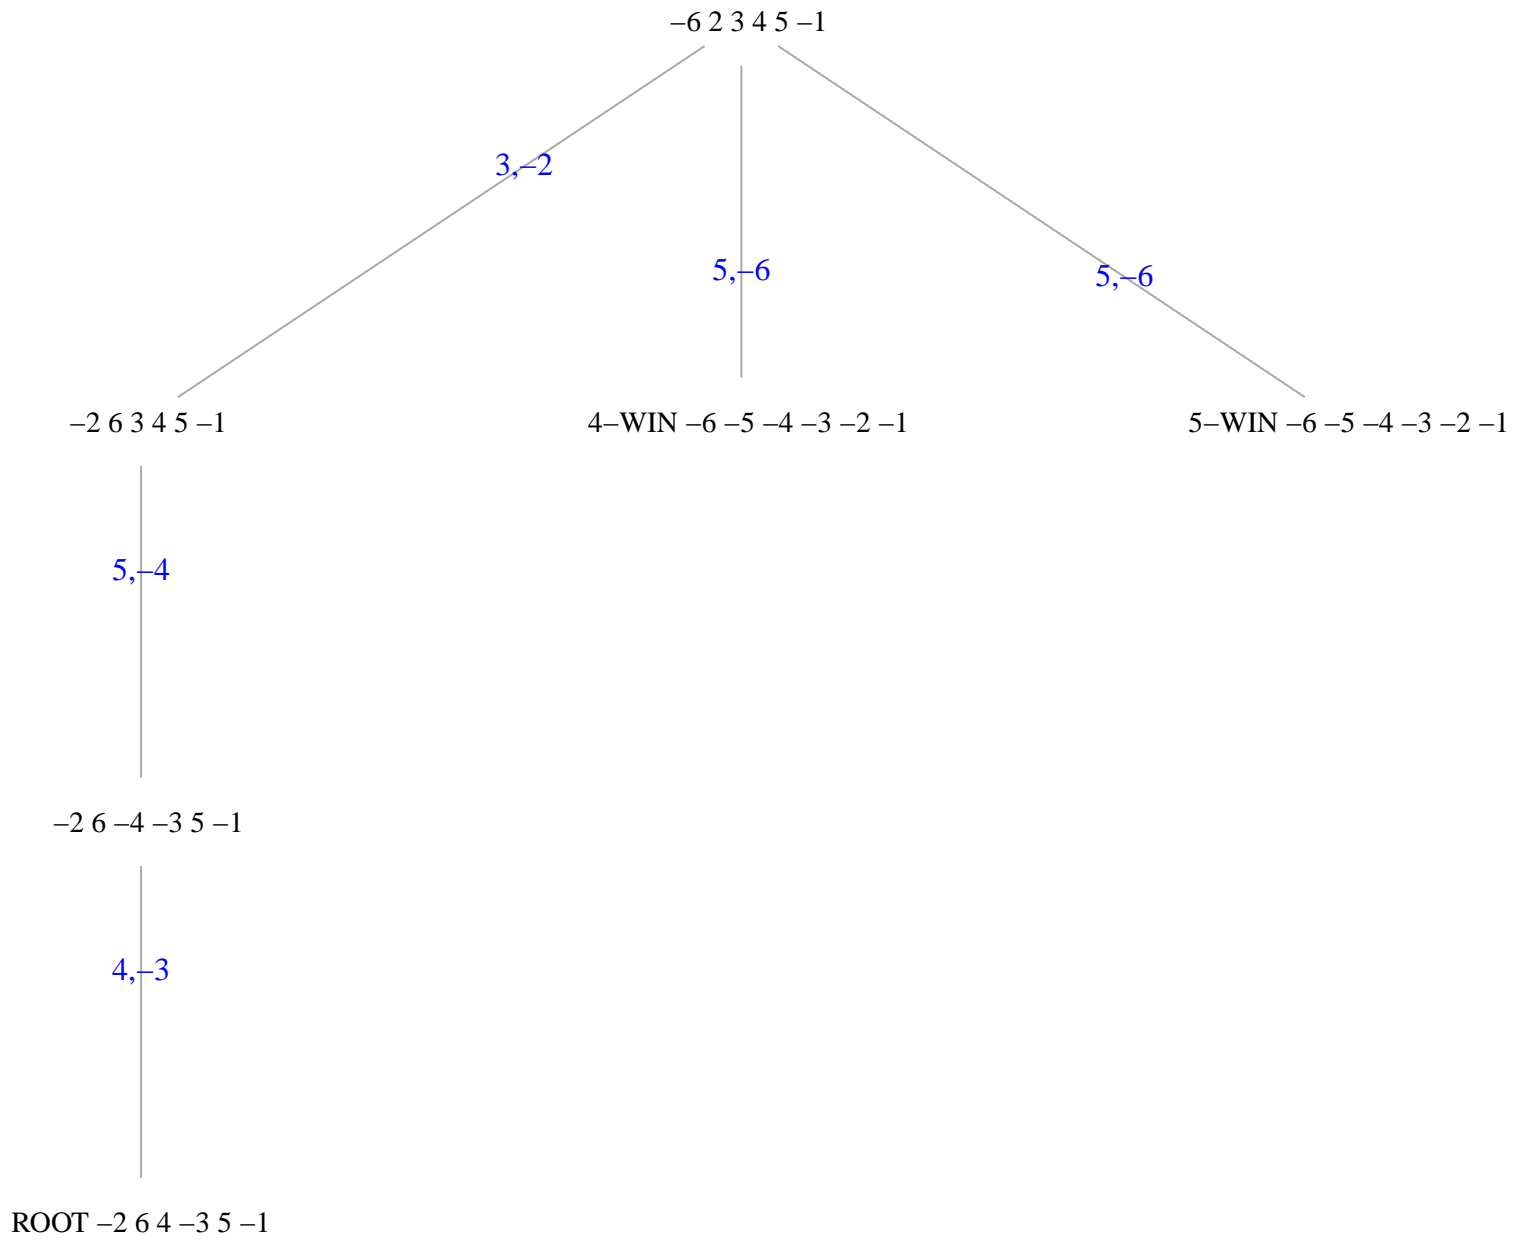 –6 2 3 4 5 –1
3,–2
5,–6
5,–6
–2 6 3 4 5 –1
4–WIN –6 –5 –4 –3 –2 –1
5–WIN –6 –5 –4 –3 –2 –1
5,–4
–2 6 –4 –3 5 –1
4,–3
ROOT –2 6 4 –3 5 –1